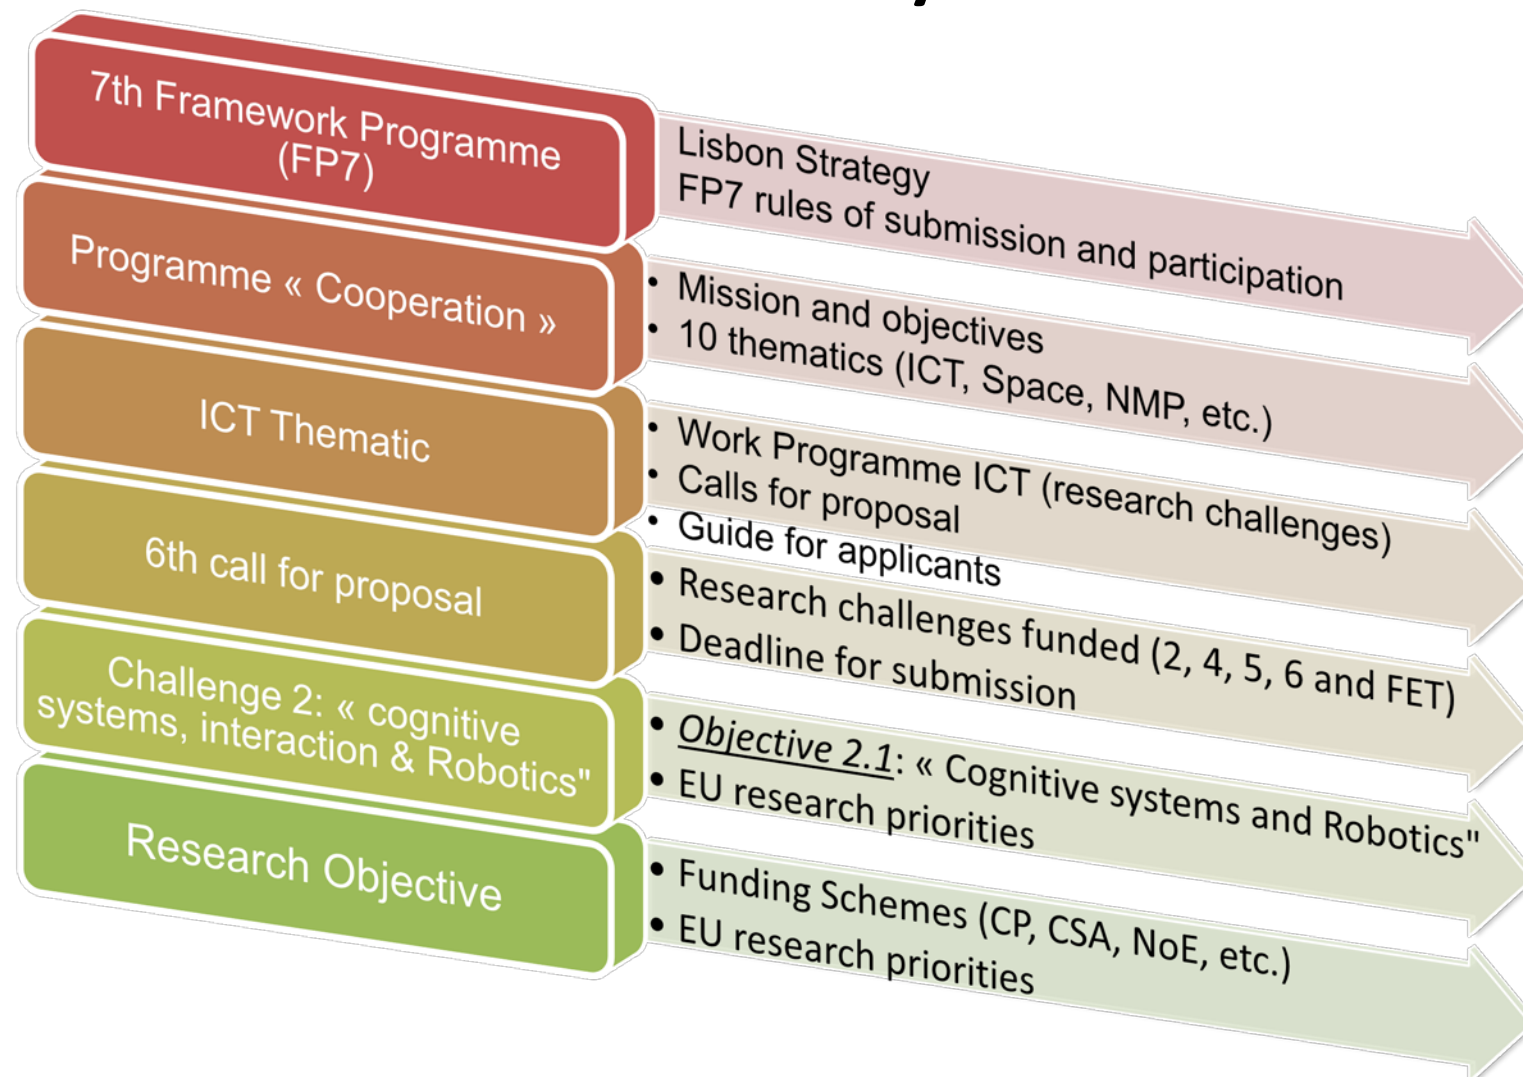 7th Framework Programme
(FP7)
Lisbon Strategy
FP7 rules of submission and participation
Programme « Cooperation »
• Mission and objectives
• 10 thematics (ICT, Space, NMP, etc.)
ICT Thematic
• Work Programme ICT (research challenges)
• Calls for proposal
• Guide for applicants
6th call for proposal
• Research challenges funded (2, 4, 5, 6 and FET)
• Deadline for submission
Challenge 2: « cognitive
systems, interaction & Robotics"
• Objective 2.1: « Cognitive systems and Robotics"
• EU research priorities
Research Objective
• Funding Schemes (CP, CSA, NoE, etc.)
• EU research priorities